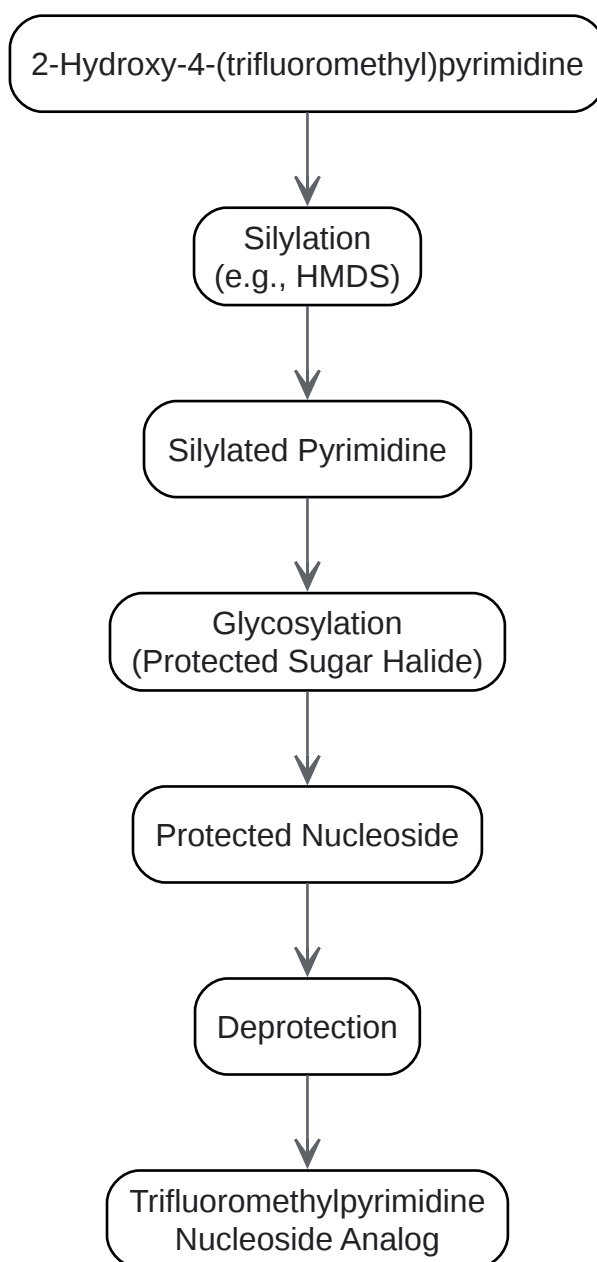 2-Hydroxy-4-(trifluoromethyl)pyrimidine
Silylation
(e.g., HMDS)
Silylated Pyrimidine
Glycosylation
(Protected Sugar Halide)
Protected Nucleoside
Deprotection
Trifluoromethylpyrimidine
Nucleoside Analog